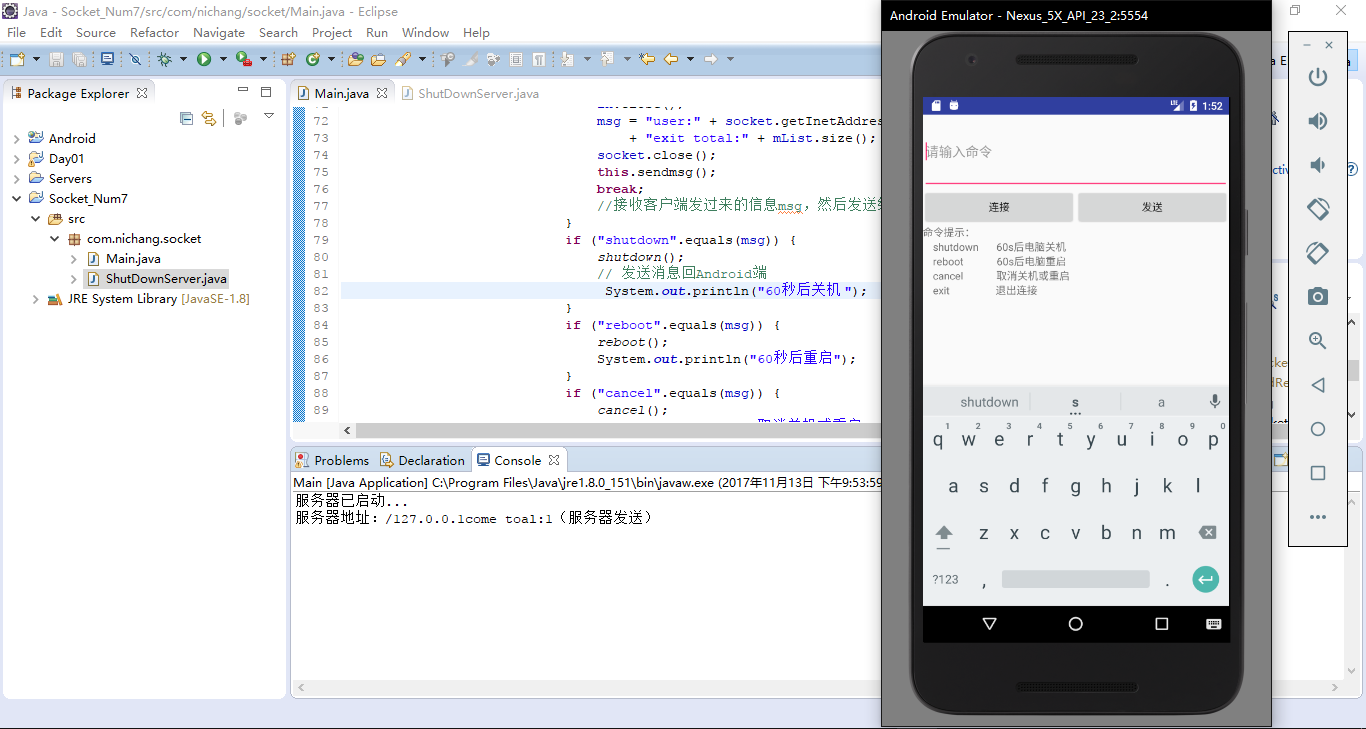 Java - Socket_Num7/src/com/nichang/socket/Main.java - Eclipse
File Edit Source Refactor Navigate Search Project Run Window Help
Package Explorer
Android
Day01
Servers
Socket_Num7
src
com.nichang.socket
Main.java
ShutDownServer.java
JRE System Library [JavaSE-1.8]
Main.java
ShutDownServer.java
72 msg = "user:" + socket.getInetAddres
73 + "exit total:" + mList.size();
74 socket.close();
75 this.sendmsg();
76 break;
77 //接收客户端发过来的信息msg，然后发送
78 }
79 if ("shutdown".equals(msg)) {
80 shutdown();
81 // 发送消息回Android端
82 System.out.println("60秒后关机");
83 }
84 if ("reboot".equals(msg)) {
85 reboot();
86 System.out.println("60秒后重启");
87 }
88 if ("cancel".equals(msg)) {
89 cancel();
Problems Declaration Console
Main [Java Application] C:\Program Files\Java\jre1.8.0_151\bin\javaw.exe (2017年11月13日 下午9:53:59
服务器已启动...
服务器地址：/127.0.0.1come toal:1（服务器发送）
Android Emulator - Nexus_5X_API_23_2:5554
1:52
请输入命令
连接 发送
命令提示：
shutdown 60s后电脑关机
reboot 60s后电脑重启
cancel 取消关机或重启
exit 退出连接
shutdown s a
1 2 3 4 5 6 7 8 9 0
q w e r t y u i o p
a s d f g h j k l
z x c v b n m
?123 , .